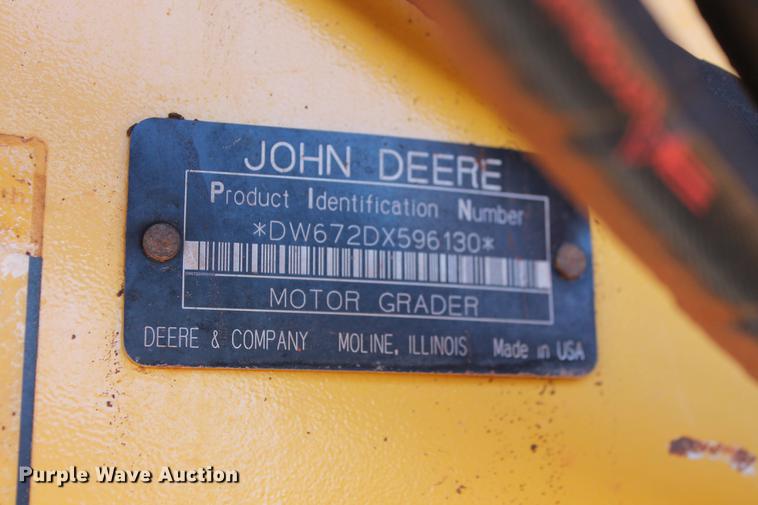 JOHN DEERE
Product Identification Number
*DW672DX596130*
MOTOR GRADER
DEERE & COMPANY MOLINE, ILLINOIS Made in USA
Purple Wave Auction